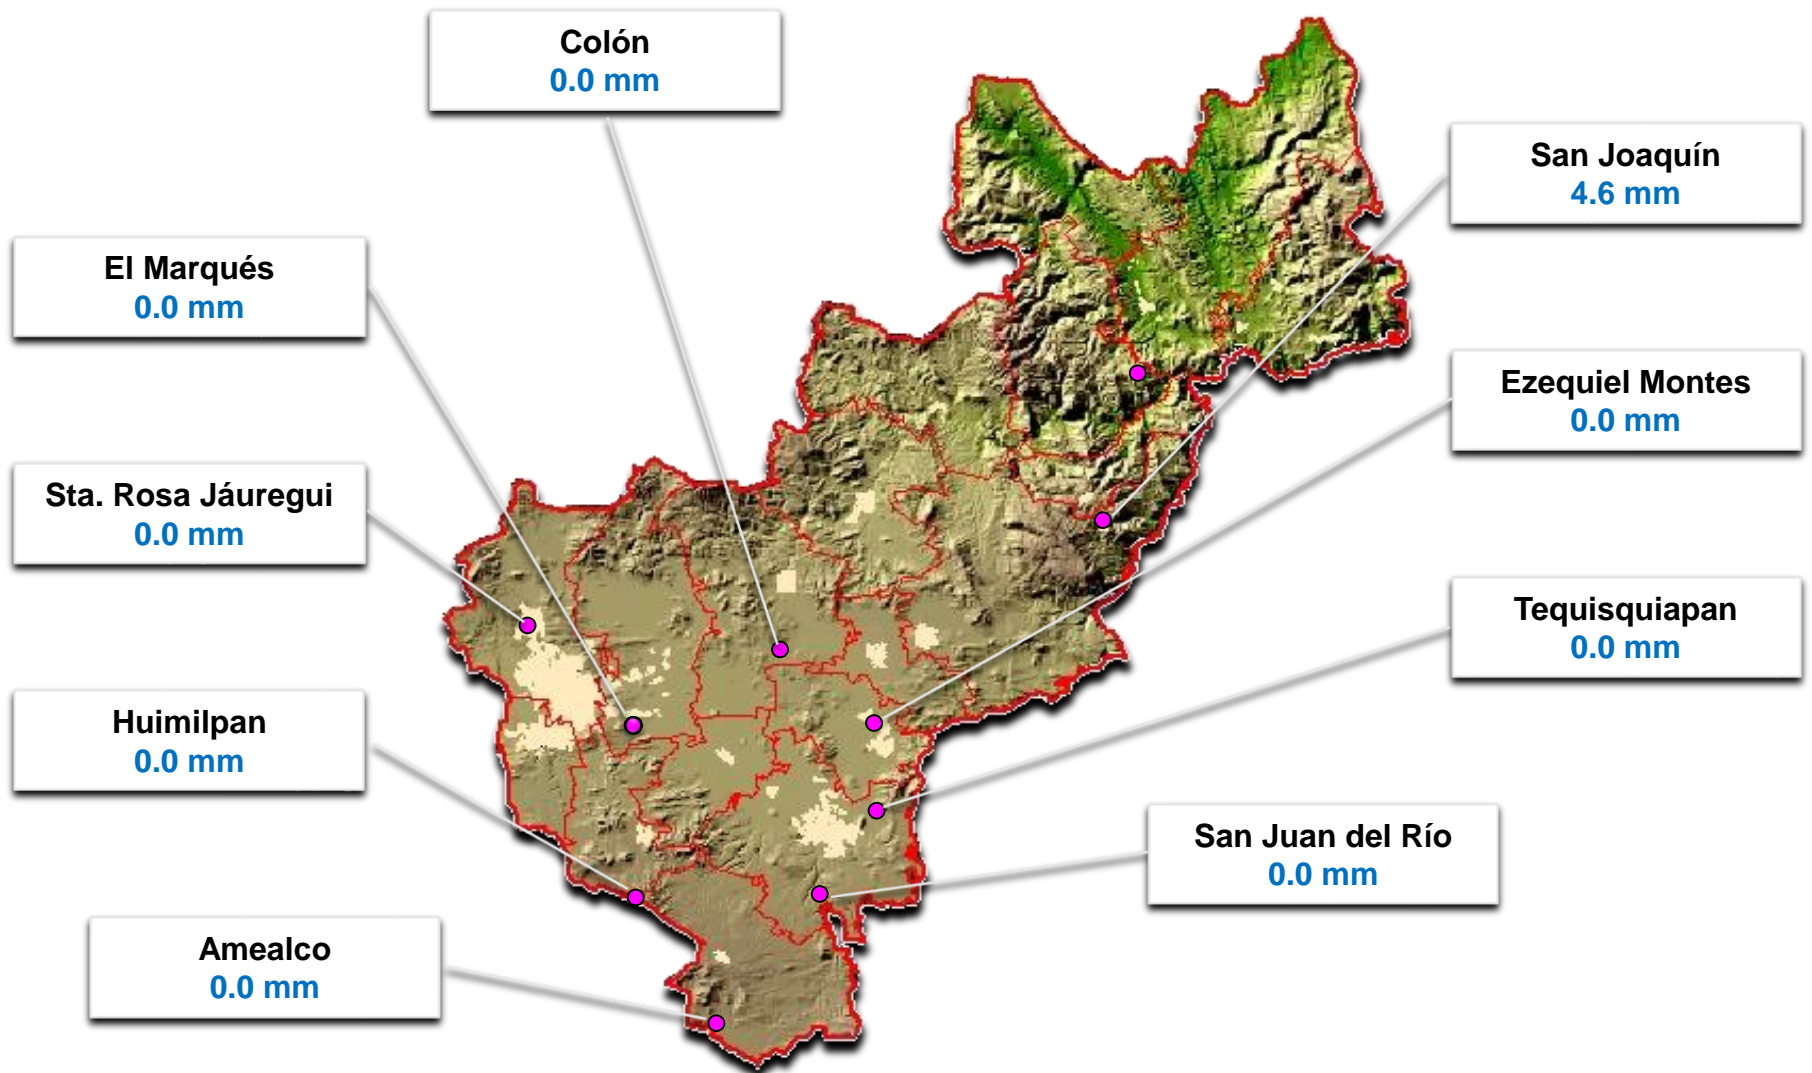 Colón
0.0 mm
San Joaquín
4.6 mm
El Marqués
0.0 mm
Ezequiel Montes
0.0 mm
Sta. Rosa Jáuregui
0.0 mm
Tequisquiapan
0.0 mm
Huimilpan
0.0 mm
San Juan del Río
0.0 mm
Amealco
0.0 mm